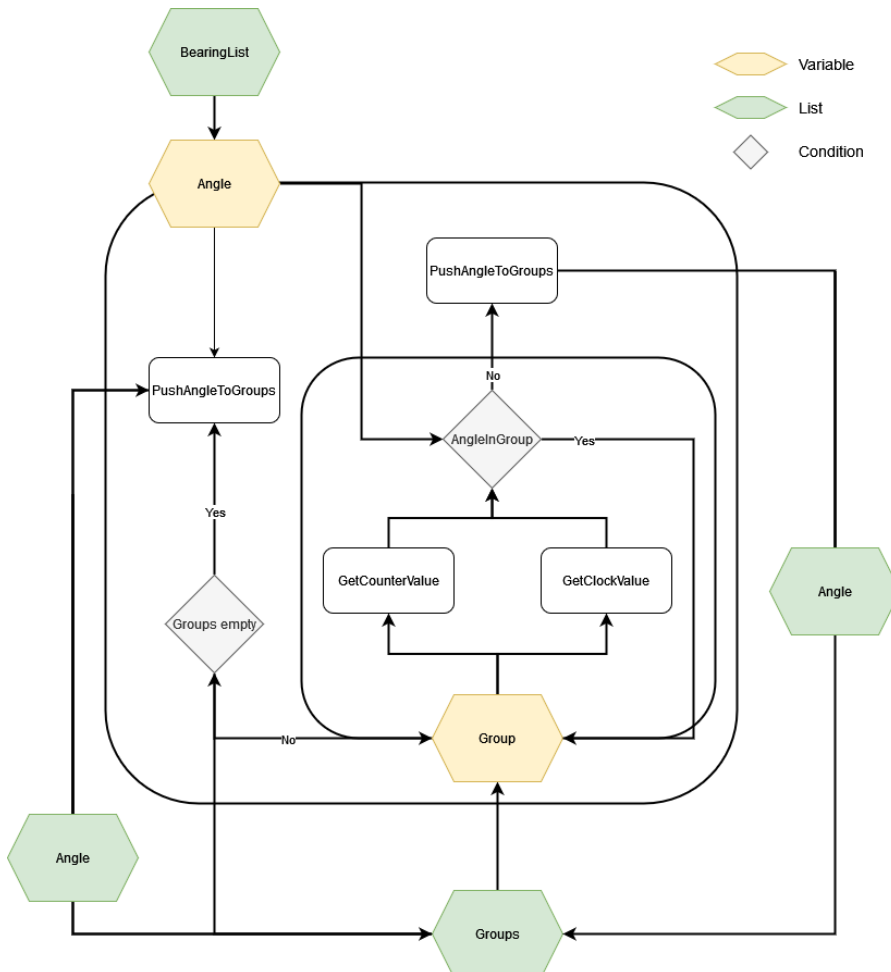 BearingList
Variable
List
Condition
Angle
PushAngleToGroups
PushAngleToGroups
No
AngleInGroup
Yes
Yes
GetCounterValue
GetClockValue
Angle
Groups empty
No
Group
Angle
Groups